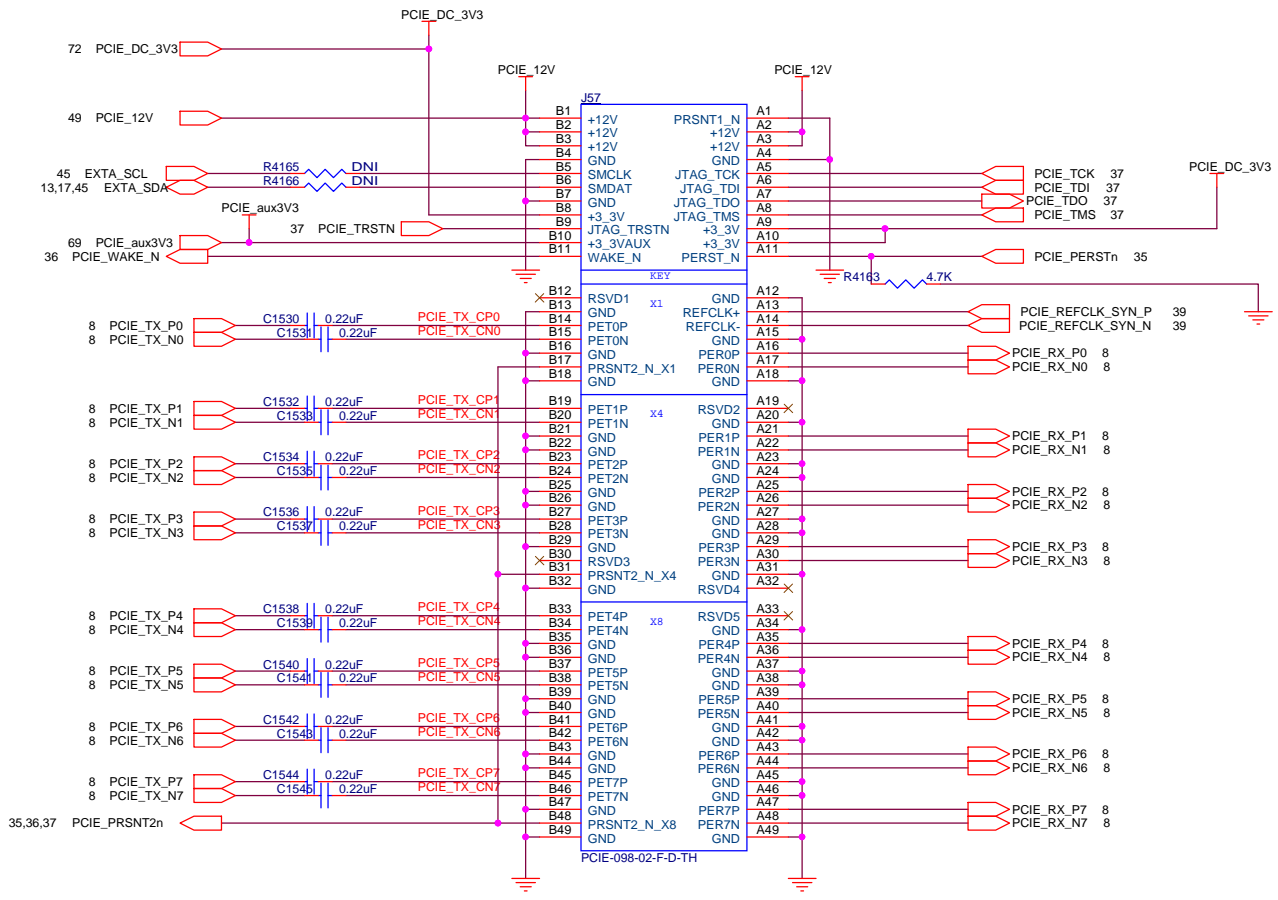 PCIE_DC_3V3
72 PCIE_DC_3V3
PCIE_12V PCIE_12V
J57
49 PCIE_12V B1 +12V PRSNT1_N A1
B2 +12V +12V A2
B3 +12V +12V A3
B4 GND GND A4
45 EXTA_SCL R4165 DNI B5 SMCLK JTAG_TCK A5 PCIE_TCK 37 PCIE_DC_3V3
13,17,45 EXTA_SDA R4166 DNI B6 SMDAT JTAG_TDI A6 PCIE_TDI 37
B7 GND JTAG_TDO A7 PCIE_TDO 37
PCIE_aux3V3 B8 +3_3V JTAG_TMS A8 PCIE_TMS 37
37 PCIE_TRSTN B9 JTAG_TRSTN +3_3V A9
69 PCIE_aux3V3 B10 +3_3VAUX +3_3V A10
36 PCIE_WAKE_N B11 WAKE_N PERST_N A11 PCIE_PERSTn 35
KEY R4163 4.7K
B12 RSVD1 X1 GND A12
B13 GND REFCLK+ A13 PCIE_REFCLK_SYN_P 39
8 PCIE_TX_P0 C1530 0.22uF PCIE_TX_CP0 B14 PET0P REFCLK- A14 PCIE_REFCLK_SYN_N 39
8 PCIE_TX_N0 C1531 0.22uF PCIE_TX_CN0 B15 PET0N GND A15
B16 GND PER0P A16 PCIE_RX_P0 8
B17 PRSNT2_N_X1 PER0N A17 PCIE_RX_N0 8
B18 GND GND A18
8 PCIE_TX_P1 C1532 0.22uF PCIE_TX_CP1 B19 PET1P X4 RSVD2 A19
8 PCIE_TX_N1 C1533 0.22uF PCIE_TX_CN1 B20 PET1N GND A20
B21 GND PER1P A21 PCIE_RX_P1 8
B22 GND PER1N A22 PCIE_RX_N1 8
8 PCIE_TX_P2 C1534 0.22uF PCIE_TX_CP2 B23 PET2P GND A23
8 PCIE_TX_N2 C1535 0.22uF PCIE_TX_CN2 B24 PET2N GND A24
B25 GND PER2P A25 PCIE_RX_P2 8
B26 GND PER2N A26 PCIE_RX_N2 8
8 PCIE_TX_P3 C1536 0.22uF PCIE_TX_CP3 B27 PET3P GND A27
8 PCIE_TX_N3 C1537 0.22uF PCIE_TX_CN3 B28 PET3N GND A28
B29 GND PER3P A29 PCIE_RX_P3 8
B30 RSVD3 PER3N A30 PCIE_RX_N3 8
B31 PRSNT2_N_X4 GND A31
B32 GND RSVD4 A32
8 PCIE_TX_P4 C1538 0.22uF PCIE_TX_CP4 B33 PET4P X8 RSVD5 A33
8 PCIE_TX_N4 C1539 0.22uF PCIE_TX_CN4 B34 PET4N GND A34
B35 GND PER4P A35 PCIE_RX_P4 8
B36 GND PER4N A36 PCIE_RX_N4 8
8 PCIE_TX_P5 C1540 0.22uF PCIE_TX_CP5 B37 PET5P GND A37
8 PCIE_TX_N5 C1541 0.22uF PCIE_TX_CN5 B38 PET5N GND A38
B39 GND PER5P A39 PCIE_RX_P5 8
B40 GND PER5N A40 PCIE_RX_N5 8
8 PCIE_TX_P6 C1542 0.22uF PCIE_TX_CP6 B41 PET6P GND A41
8 PCIE_TX_N6 C1543 0.22uF PCIE_TX_CN6 B42 PET6N GND A42
B43 GND PER6P A43 PCIE_RX_P6 8
B44 GND PER6N A44 PCIE_RX_N6 8
8 PCIE_TX_P7 C1544 0.22uF PCIE_TX_CP7 B45 PET7P GND A45
8 PCIE_TX_N7 C1545 0.22uF PCIE_TX_CN7 B46 PET7N GND A46
B47 GND PER7P A47 PCIE_RX_P7 8
35,36,37 PCIE_PRSNT2n B48 PRSNT2_N_X8 PER7N A48 PCIE_RX_N7 8
B49 GND GND A49
PCIE-098-02-F-D-TH